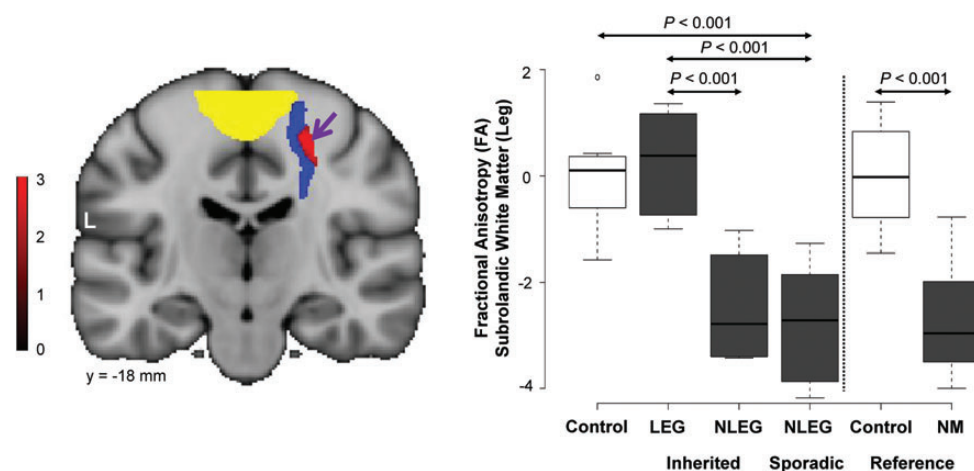 3
2
1
0
L
y = -18 mm
P < 0.001
P < 0.001
P < 0.001
P < 0.001
Fractional Anisotropy (FA)
Subrolandic White Matter (Leg)
2
0
-2
-4
Control LEG NLEG NLEG Control NM
Inherited Sporadic Reference